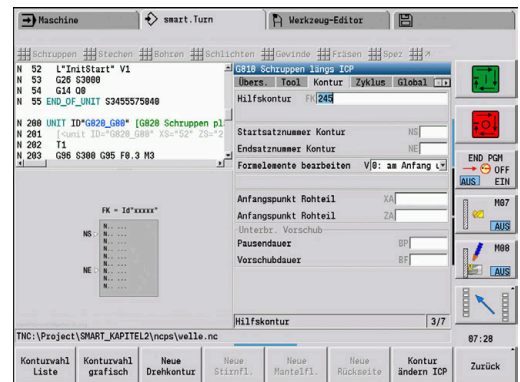 Maschine
smart.Turn
Werkzeug-Editor
Schruppen Stechen Bohren Schlichten Gewinde Fräsen Spez
N 52 L"InitStart" V1
N 53 G26 S3000
N 54 G14 Q0
N 55 END_OF_UNIT S3455575040
N 200 UNIT ID"G820_G80" [G820 Schruppen pl
N 201 [<unit ID="G820_G80" XS="52" ZS="2
N 202 T1
N 203 G96 S300 G95 F0.3 M3
FK = Id"xxxxx"
NS
NE
N.. ...
N.. ...
N.. ...
N.. ...
N.. ...
N.. ...
N.. ...
G810 Schruppen längs ICP
Übers. Tool Kontur Zyklus Global
Hilfskontur FK 245
Startsatznummer Kontur NS
Endsatznummer Kontur NE
Formelemente bearbeiten V 0: am Anfang u
Anfangspunkt Rohteil XA
Anfangspunkt Rohteil ZA
Unterbr. Vorschub
Pausendauer BP
Vorschubdauer BF
Hilfskontur 3/7
TNC:\Project\SMART_KAPITEL2\ncps\welle.nc
Konturwahl Liste
Konturwahl grafisch
Neue Drehkontur
Neue Stirnfl.
Neue Mantelfl.
Neue Rückseite
Kontur ändern ICP
Zurück
END PGM
OFF
AUS EIN
M07
AUS
M08
AUS
07:28